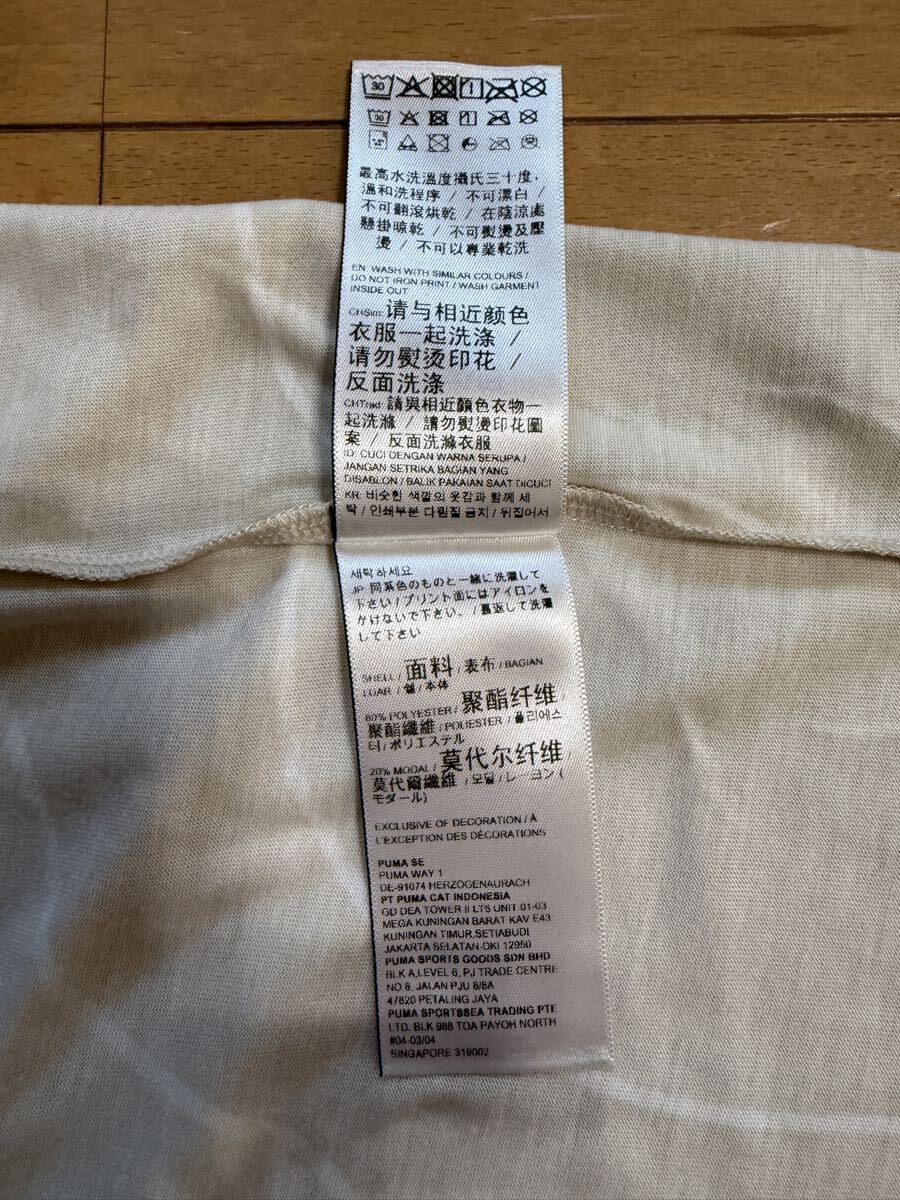 30
30
最高水洗溫度攝氏三十度，
溫和洗程序 / 不可漂白 /
不可翻滾烘乾 / 在陰涼處
懸掛晾乾 / 不可熨燙及壓
燙 / 不可以專業乾洗
EN: WASH WITH SIMILAR COLOURS /
DO NOT IRON PRINT / WASH GARMENT
INSIDE OUT
CHSim: 请与相近颜色
衣服一起洗涤 /
请勿熨烫印花 /
反面洗涤
CHTrad: 請與相近顏色衣物一
起洗滌 / 請勿熨燙印花圖
案 / 反面洗滌衣服
ID: CUCI DENGAN WARNA SERUPA /
JANGAN SETRIKA BAGIAN YANG
DISABLON / BALIK PAKAIAN SAAT DICUCI
KR: 비슷한 색깔의 옷감과 함께 세
탁 / 인쇄부분 다림질 금지 / 뒤집어서
세탁하세요
JP: 同系色のものと一緒に洗濯して
下さい / プリント面にはアイロンを
かけないで下さい。 / 裏返して洗濯
して下さい
SHELL / 面料 / 表布 / BAGIAN
LUAR / 쉘 / 本体
80% POLYESTER / 聚酯纤维 /
聚酯纖維 / POLIESTER / 폴리에스
터 / ポリエステル
20% MODAL / 莫代尔纤维 /
莫代爾纖維 / 모달 / レーヨン(
モダール)
EXCLUSIVE OF DECORATION / À
L'EXCEPTION DES DÉCORATIONS
PUMA SE
PUMA WAY 1
DE-91074 HERZOGENAURACH
PT PUMA CAT INDONESIA
GD DEA TOWER II LT5 UNIT 01-03
MEGA KUNINGAN BARAT KAV E43
KUNINGAN TIMUR,SETIABUDI
JAKARTA SELATAN-DKI 12950
PUMA SPORTS GOODS SDN BHD
BLK A,LEVEL 6, PJ TRADE CENTRE
NO 8, JALAN PJU 8/8A
47820 PETALING JAYA
PUMA SPORTSSEA TRADING PTE
LTD. BLK 988 TOA PAYOH NORTH
#04-03/04
SINGAPORE 319002